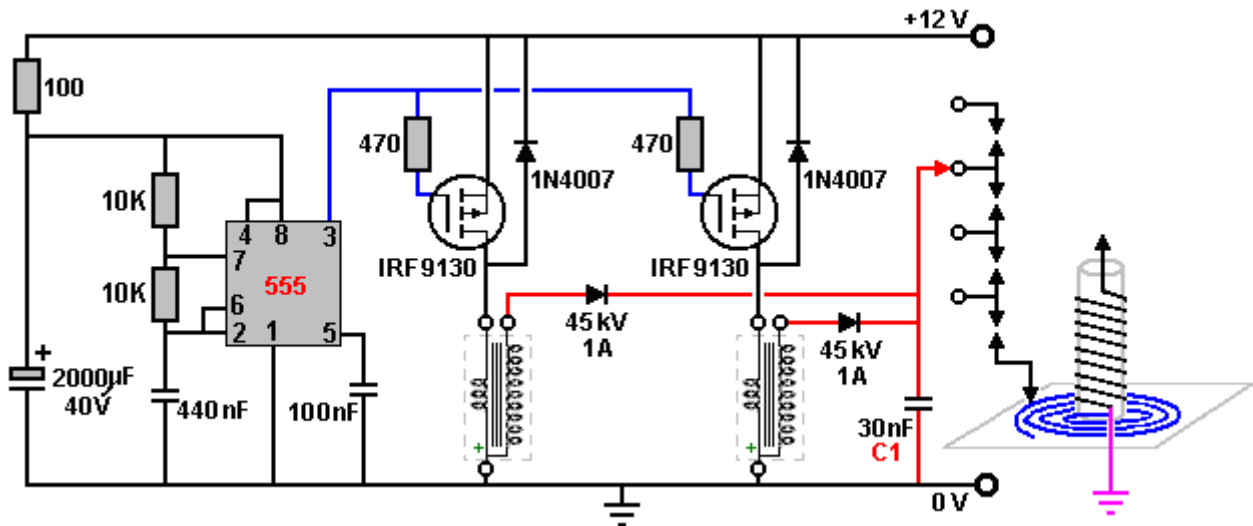 +12 V
100
470
470
1N4007
1N4007
10K
4 8 3
7
10K
IRF9130
IRF9130
555
6
2 1 5
45 kV
1A
45 kV
1A
+
2000µF
40V
440 nF
100nF
+
+
30nF
C1
0 V